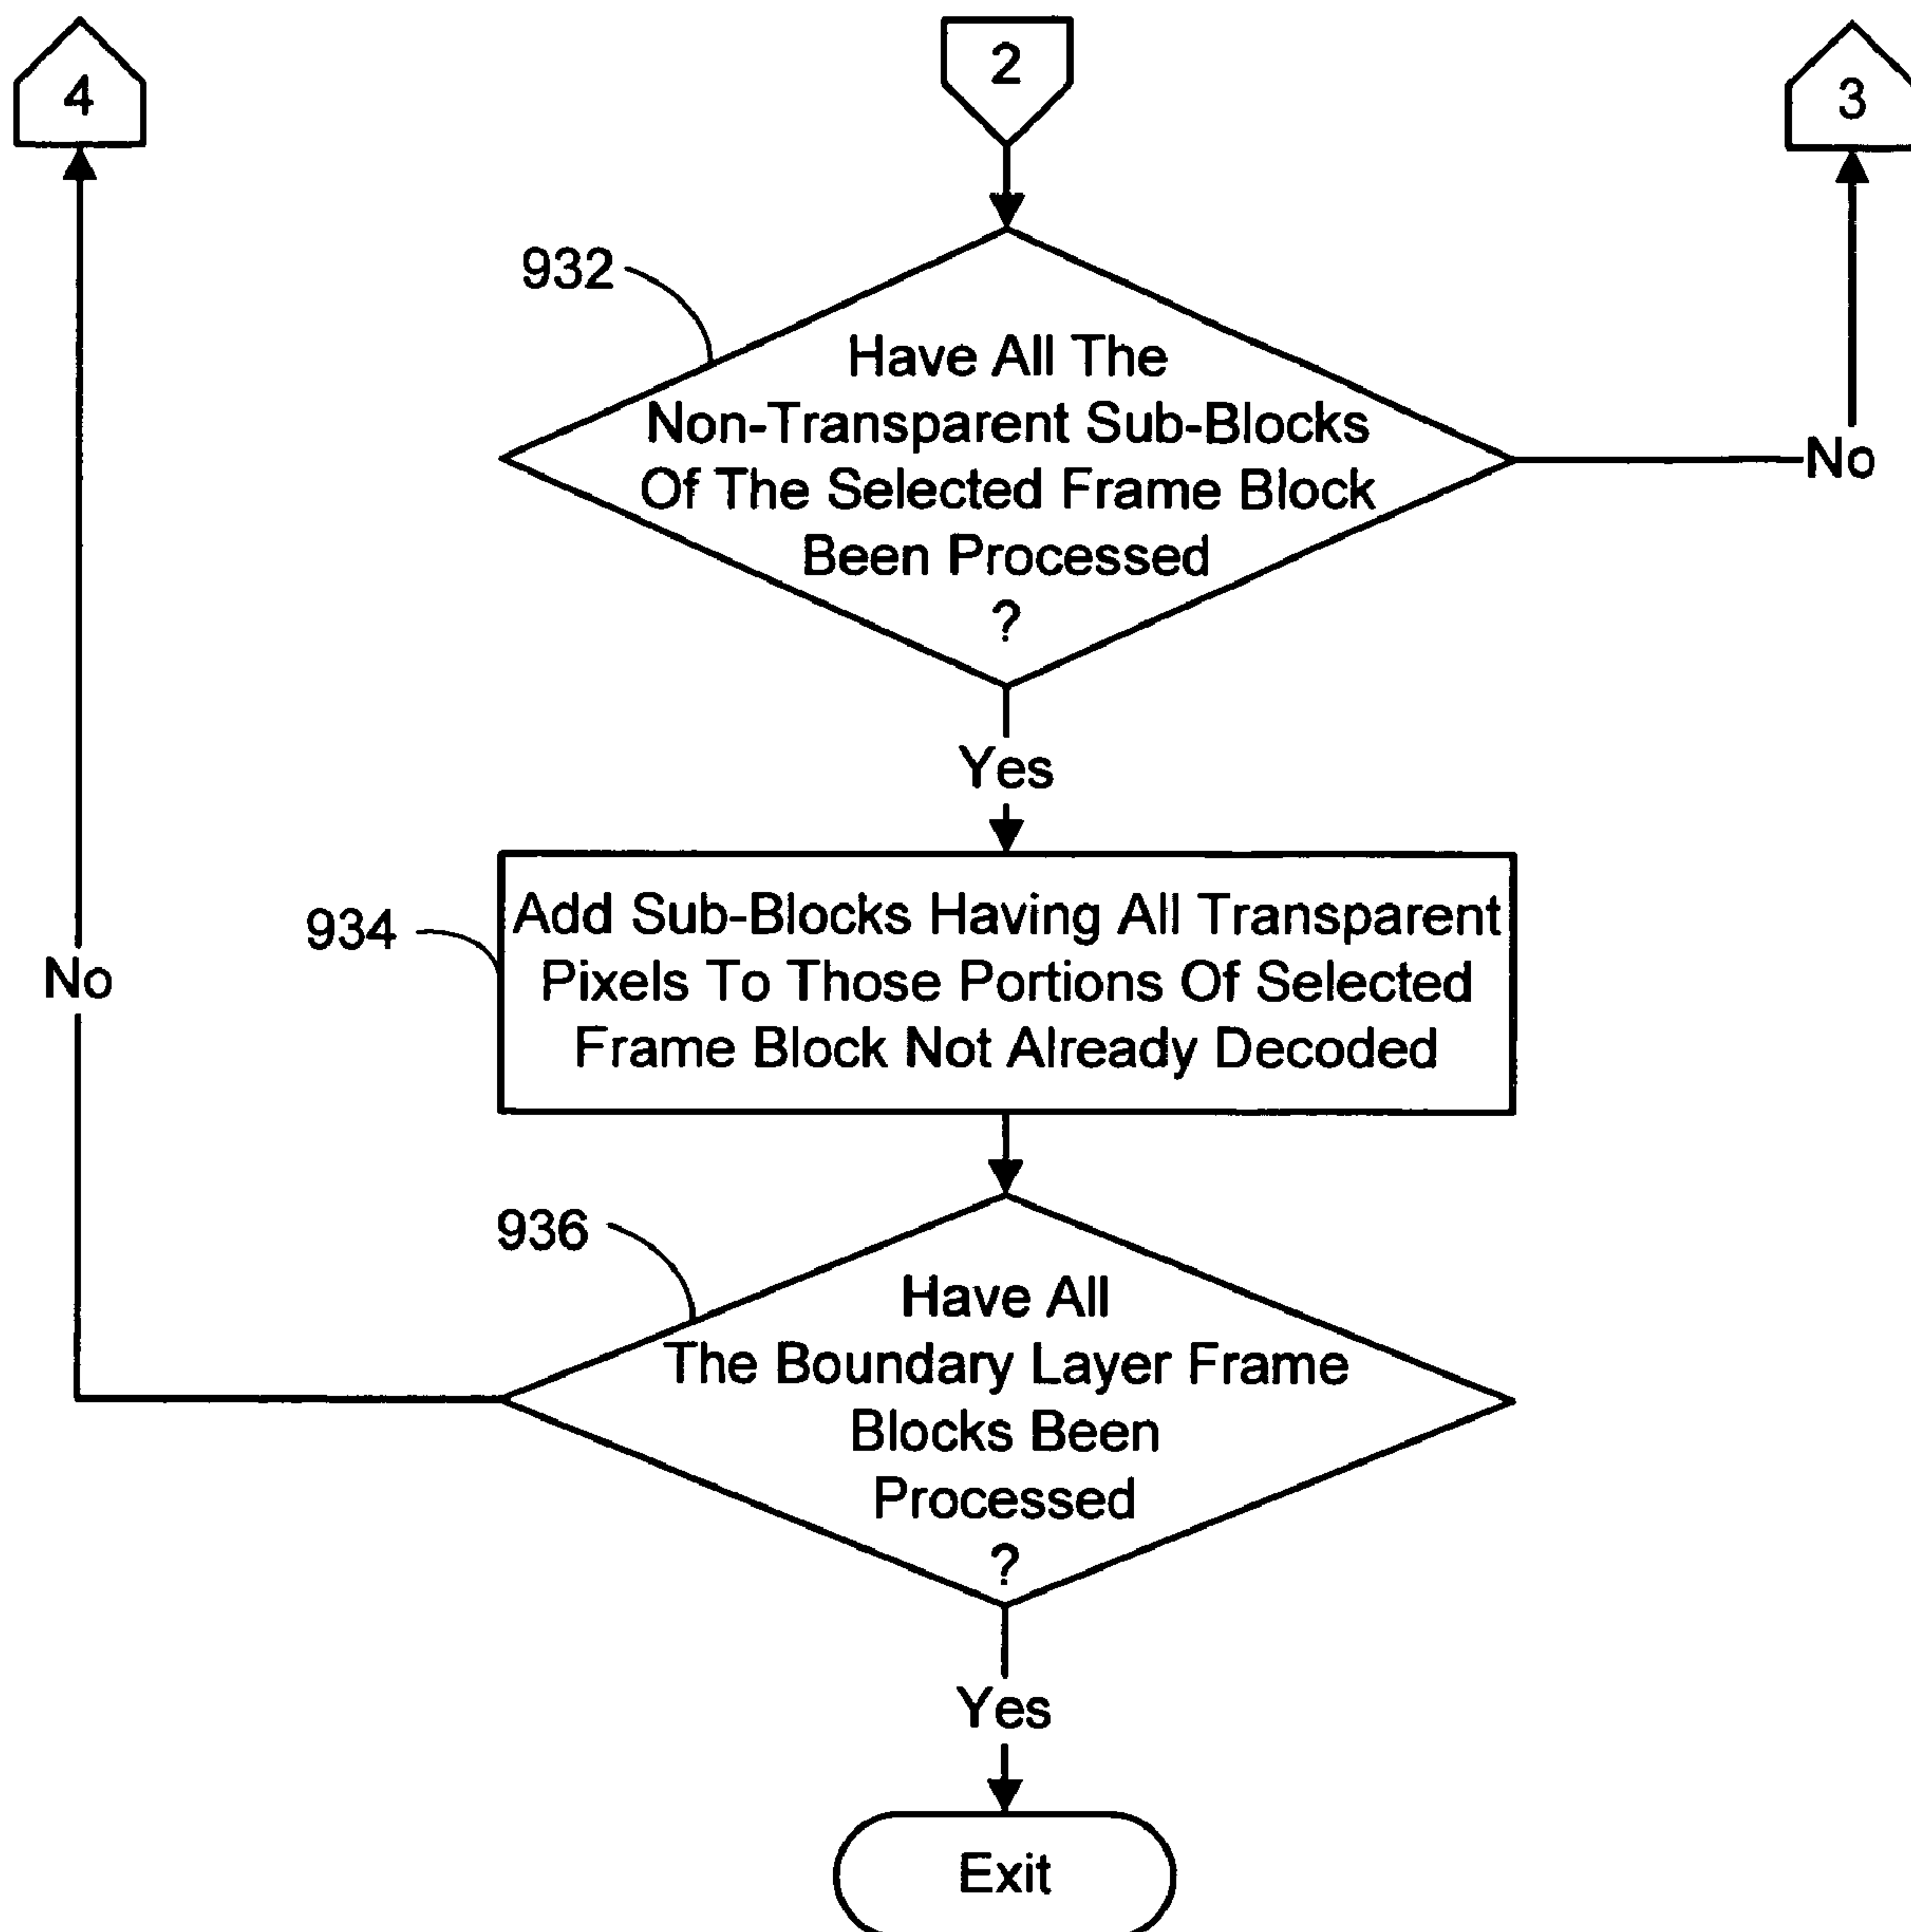 4
2
3
932
Have All The
Non-Transparent Sub-Blocks
Of The Selected Frame Block
Been Processed
?
No
Yes
934
Add Sub-Blocks Having All Transparent
Pixels To Those Portions Of Selected
Frame Block Not Already Decoded
No
936
Have All
The Boundary Layer Frame
Blocks Been
Processed
?
Yes
Exit